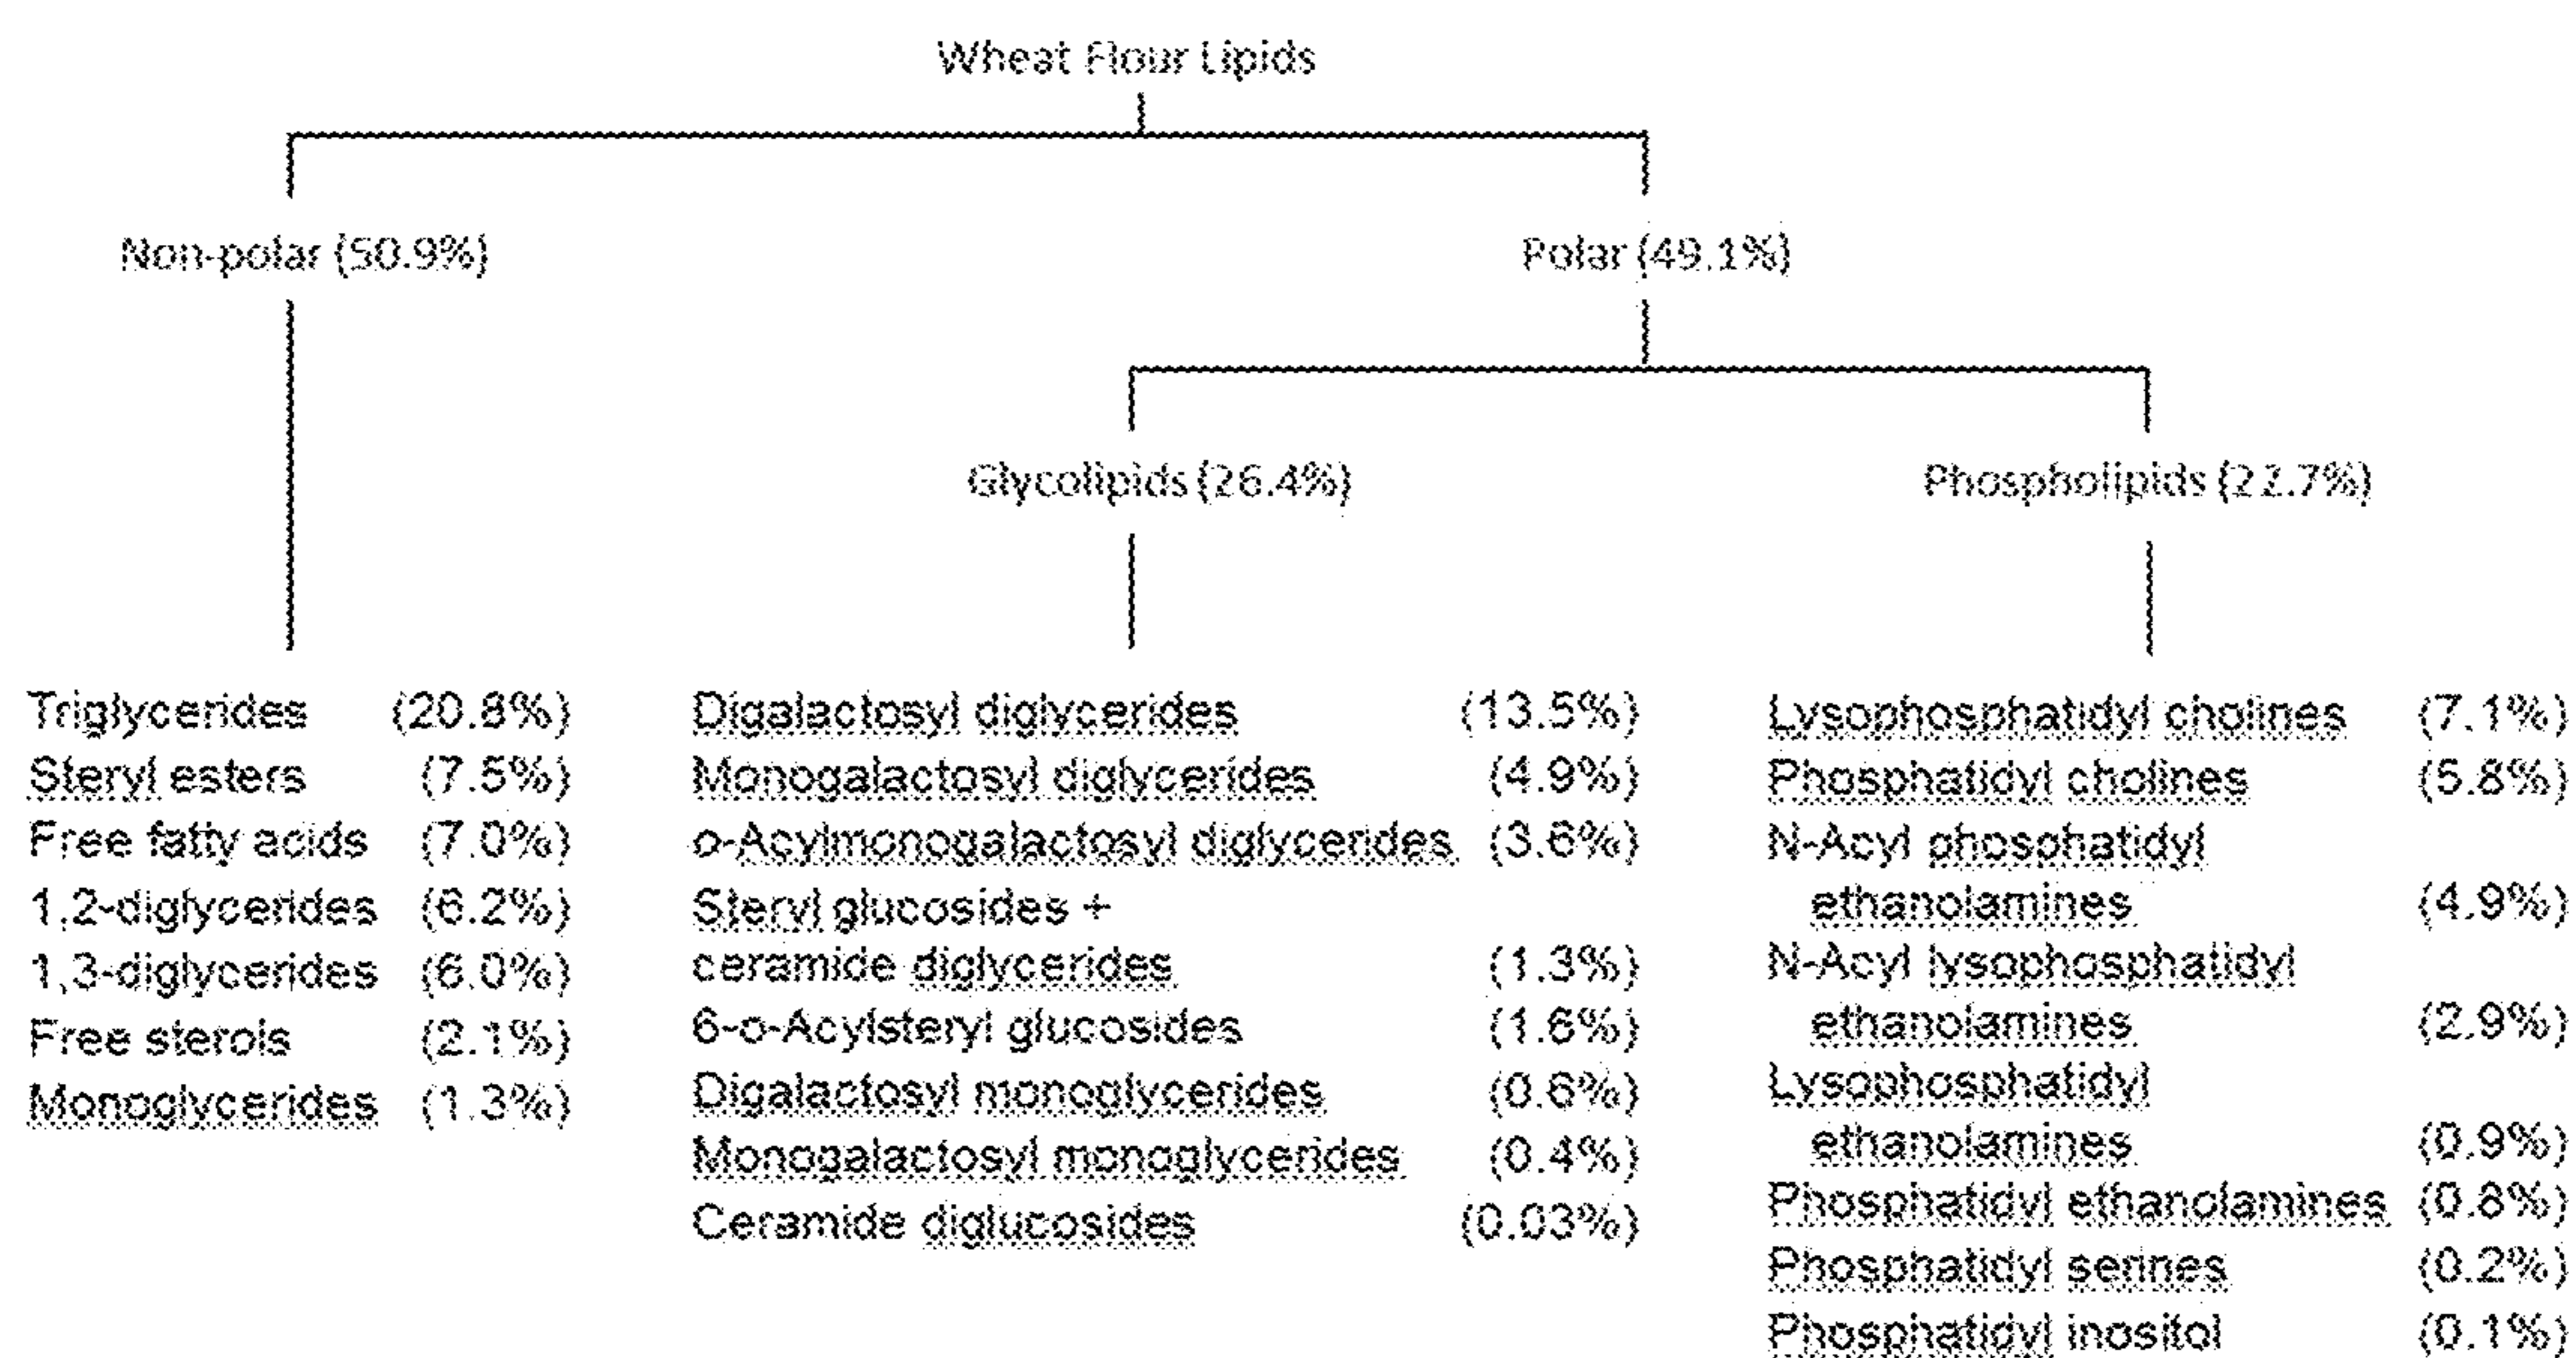 Wheat Flour Lipids
Non-polar (50.9%)
Polar (49.1%)
Glycolipids (26.4%)
Phospholipids (22.7%)
Triglycerides (20.8%)
Steryl esters (7.5%)
Free fatty acids (7.0%)
1,2-diglycerides (6.2%)
1,3-diglycerides (6.0%)
Free sterols (2.1%)
Monoglycerides (1.3%)
Digalactosyl diglycerides (13.5%)
Monogalactosyl diglycerides (4.9%)
o-Acylmonogalactosyl diglycerides (3.6%)
Steryl glucosides +
ceramide diglycerides (1.3%)
6-o-Acylsteryl glucosides (1.6%)
Digalactosyl monoglycerides (0.6%)
Monogalactosyl monoglycerides (0.4%)
Ceramide diglucosides (0.03%)
Lysophosphatidyl cholines (7.1%)
Phosphatidyl cholines (5.8%)
N-Acyl phosphatidyl
ethanolamines (4.9%)
N-Acyl lysophosphatidyl
ethanolamines (2.9%)
Lysophosphatidyl
ethanolamines (0.9%)
Phosphatidyl ethanolamines (0.8%)
Phosphatidyl serines (0.2%)
Phosphatidyl inositol (0.1%)